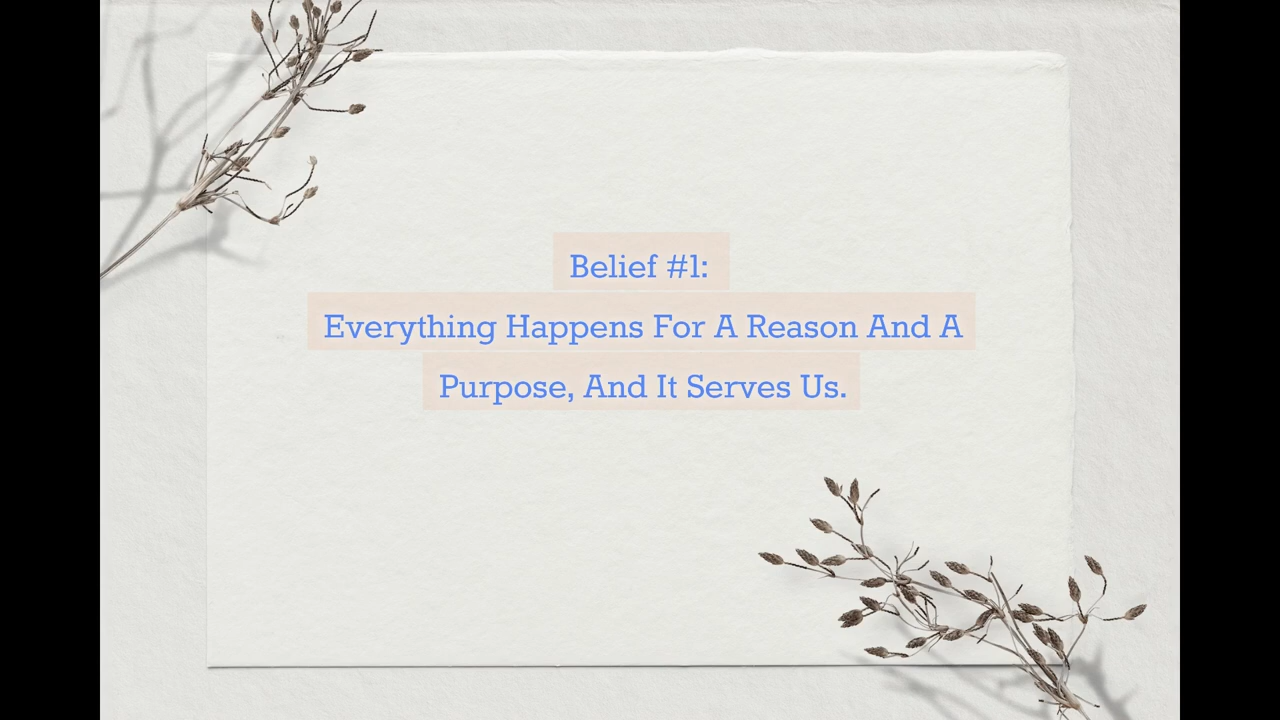 Belief #1:
Everything Happens For A Reason And A
Purpose, And It Serves Us.